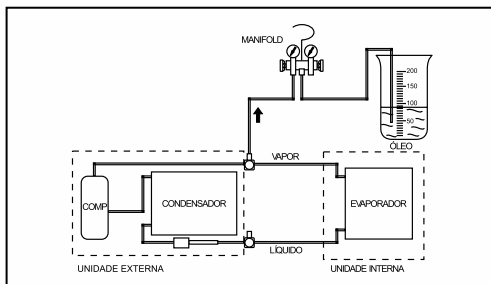 MANIFOLD
200
150
100
50
ÓLEO
VAPOR
COMP
CONDENSADOR
EVAPORADOR
LÍQUIDO
UNIDADE EXTERNA
UNIDADE INTERNA